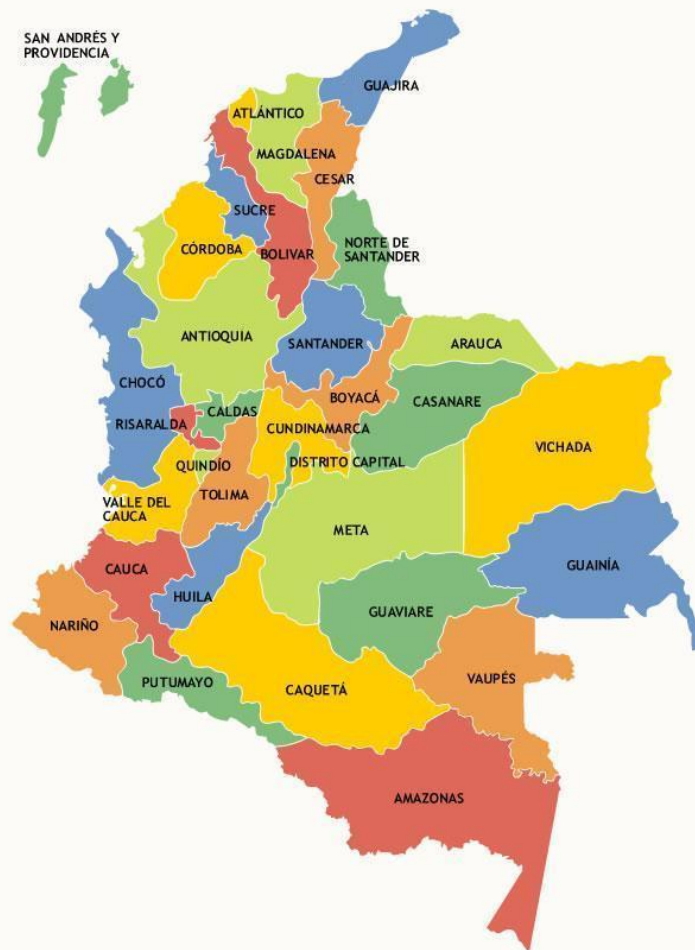 SAN ANDRÉS Y
PROVIDENCIA
GUAJIRA
ATLÁNTICO
MAGDALENA
CESAR
SUCRE
NORTE DE
SANTANDER
CÓRDOBA
BOLIVAR
ANTIOQUIA
SANTANDER
ARAUCA
CHOCÓ
BOYACÁ
CASANARE
CALDAS
RISARALDA
CUNDINAMARCA
VICHADA
QUINDÍO
DISTRITO CAPITAL
TOLIMA
VALLE DEL
CAUCA
META
CAUCA
GUAINÍA
HUILA
GUAVIARE
NARIÑO
VAUPÉS
PUTUMAYO
CAQUETÁ
AMAZONAS